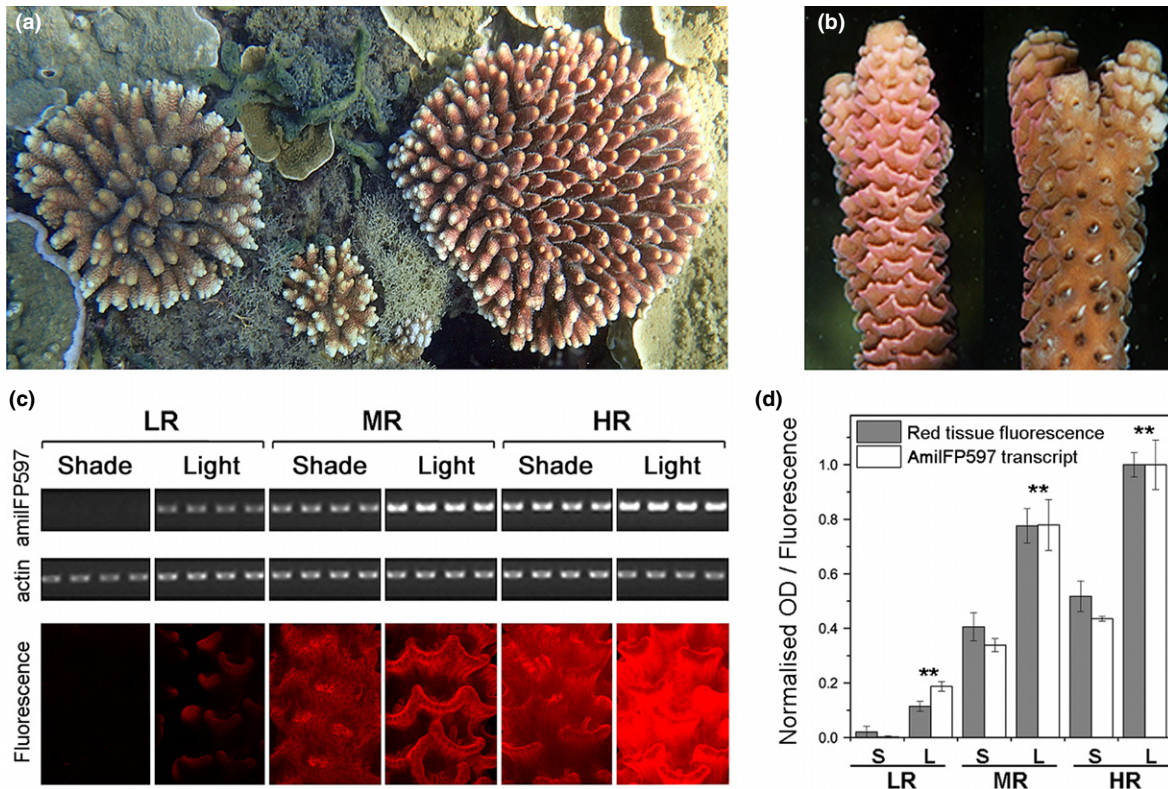 (a)
(b)
(c)
LR MR HR
Shade Light Shade Light Shade Light
amilFP597
actin
Fluorescence
(d)
Normalised OD / Fluorescence
Red tissue fluorescence
AmilFP597 transcript
** ** **
1.0
0.8
0.6
0.4
0.2
0.0
S L S L S L
LR MR HR